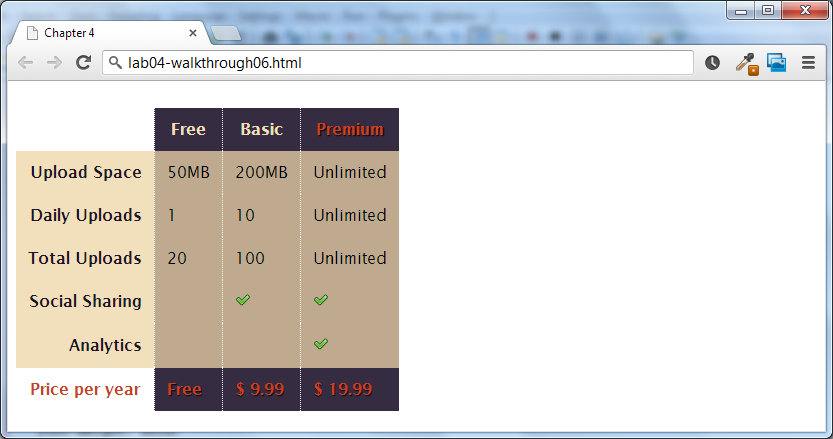 Chapter 4
lab04-walkthrough06.html
Free Basic Premium
Upload Space 50MB 200MB Unlimited
Daily Uploads 1 10 Unlimited
Total Uploads 20 100 Unlimited
Social Sharing
Analytics
Price per year Free $ 9.99 $ 19.99